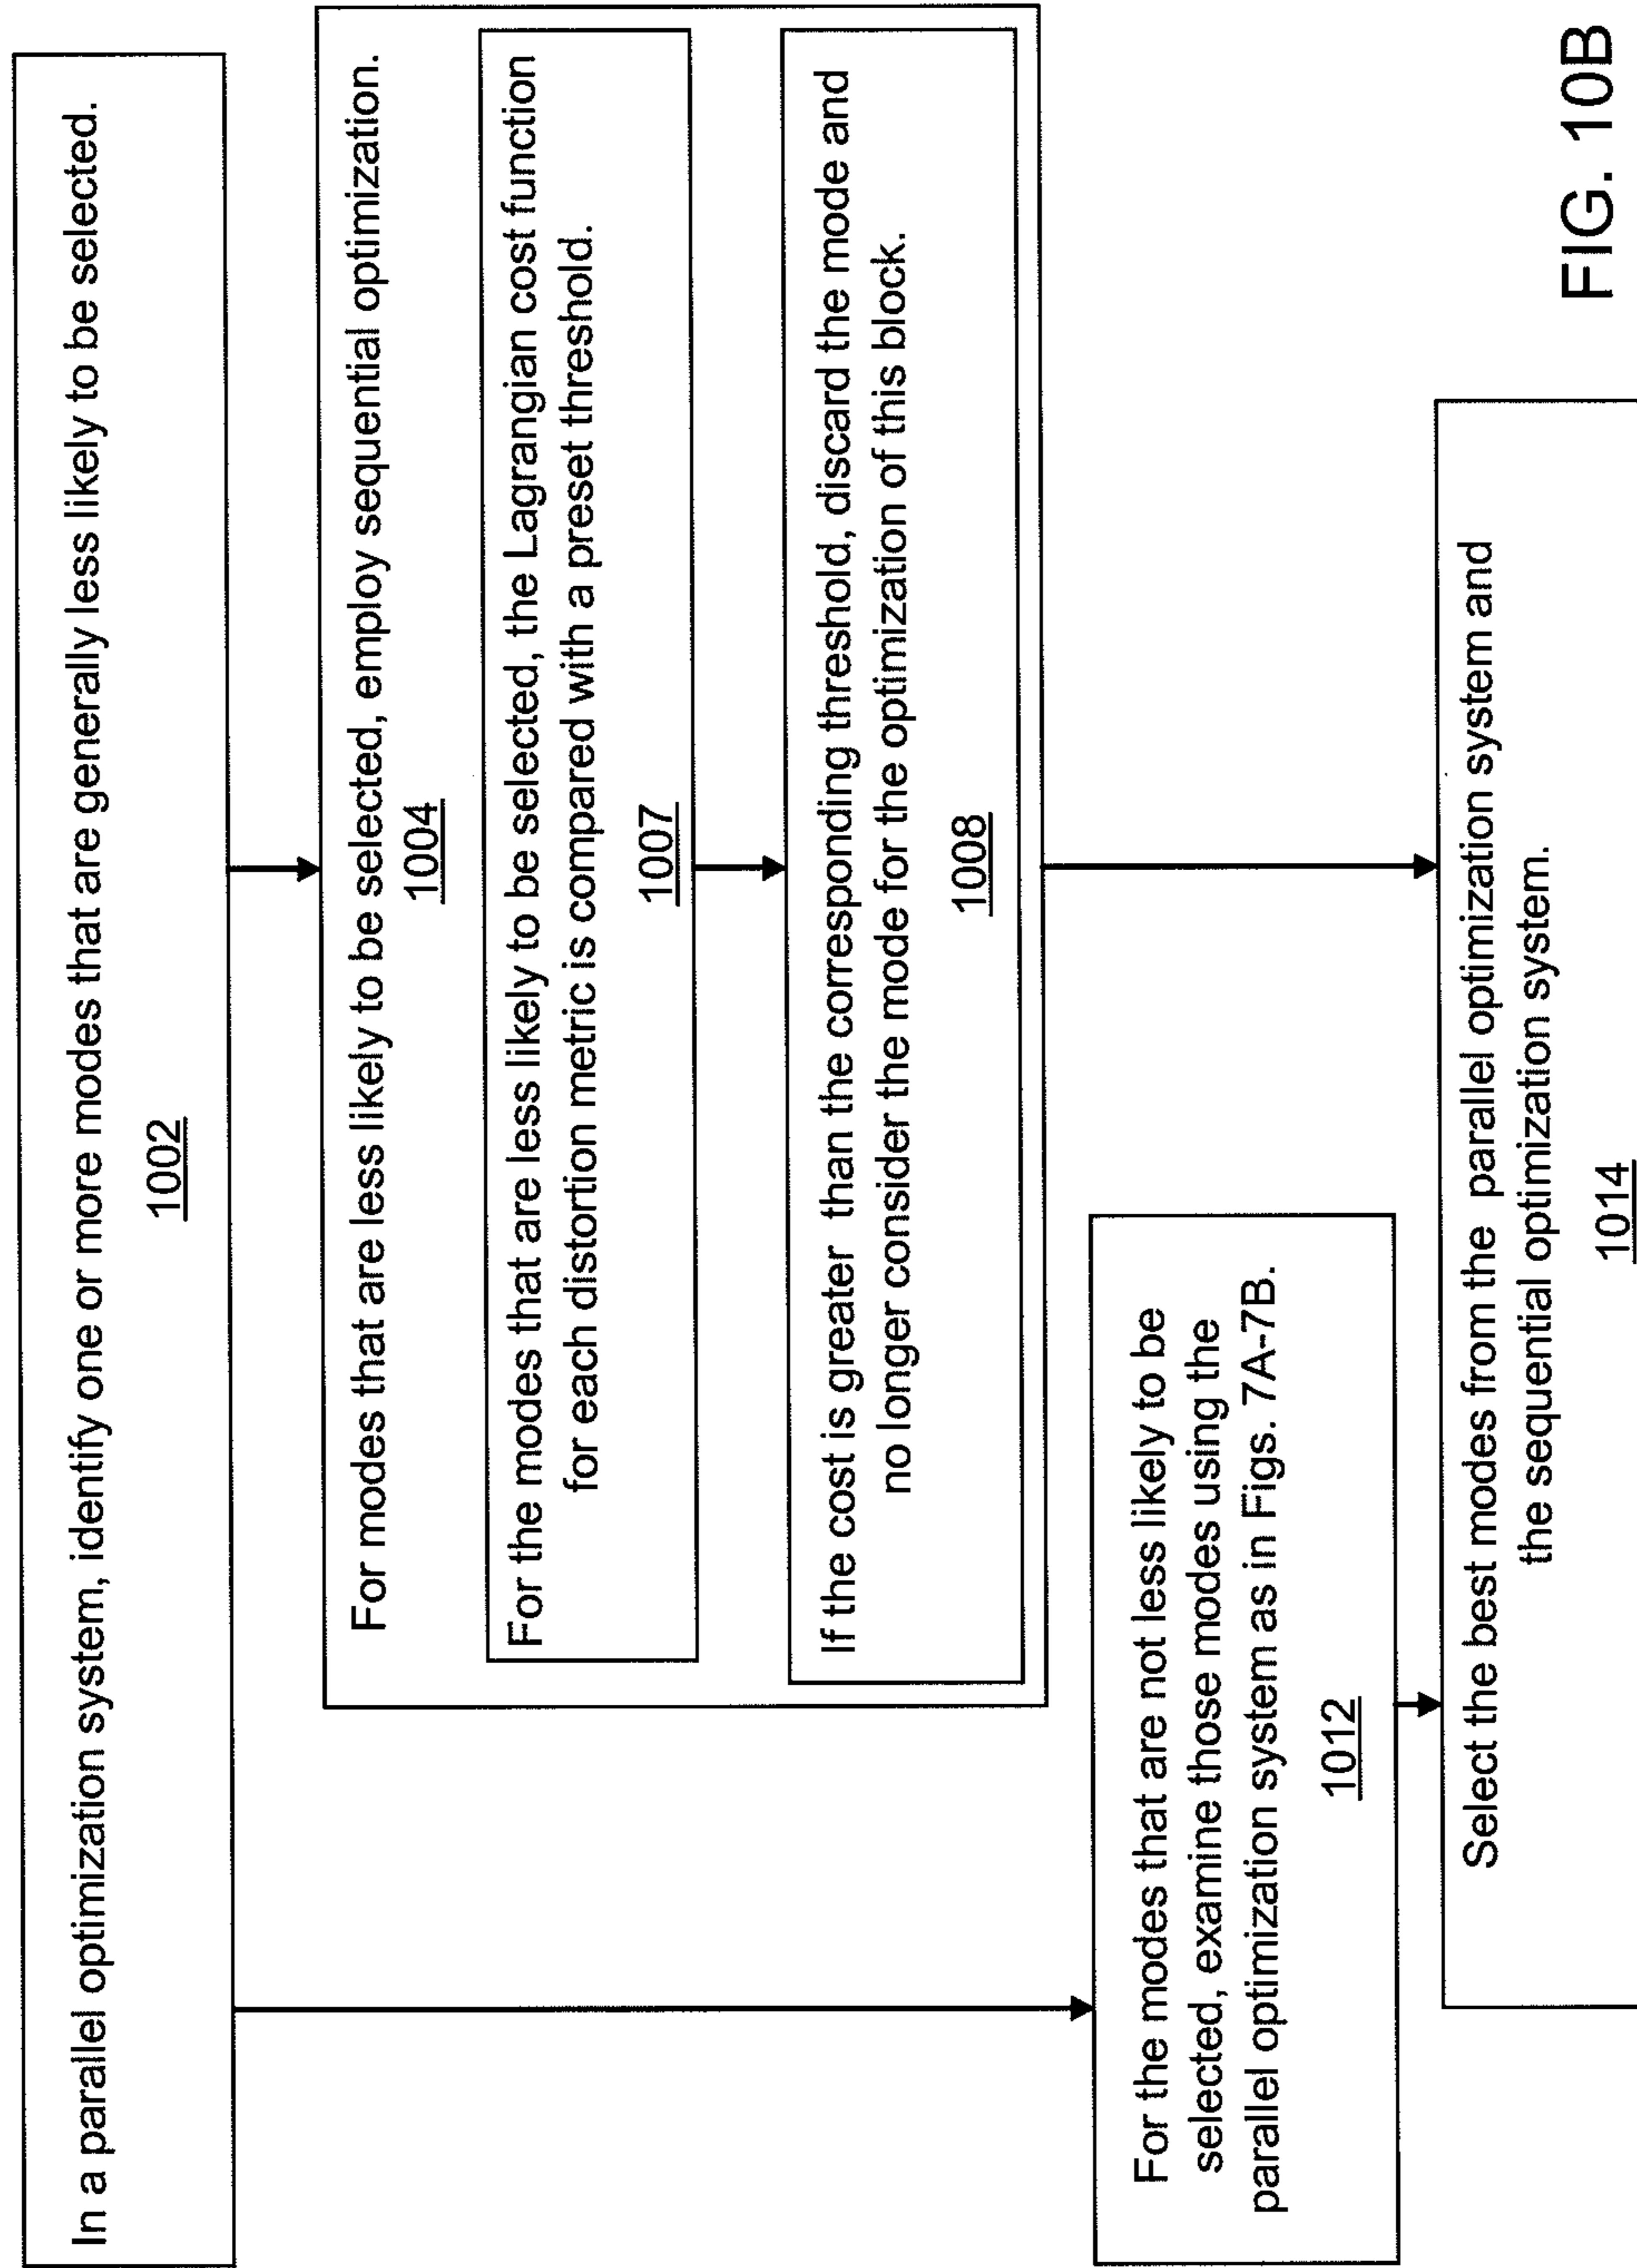 In a parallel optimization system, identify one or more modes that are generally less likely to be selected.
1002
For modes that are less likely to be selected, employ sequential optimization.
1004
For the modes that are less likely to be selected, the Lagrangian cost function
for each distortion metric is compared with a preset threshold.
1007
If the cost is greater than the corresponding threshold, discard the mode and
no longer consider the mode for the optimization of this block.
1008
For the modes that are not less likely to be
selected, examine those modes using the
parallel optimization system as in Figs. 7A-7B.
1012
Select the best modes from the parallel optimization system and
the sequential optimization system.
1014
FIG. 10B